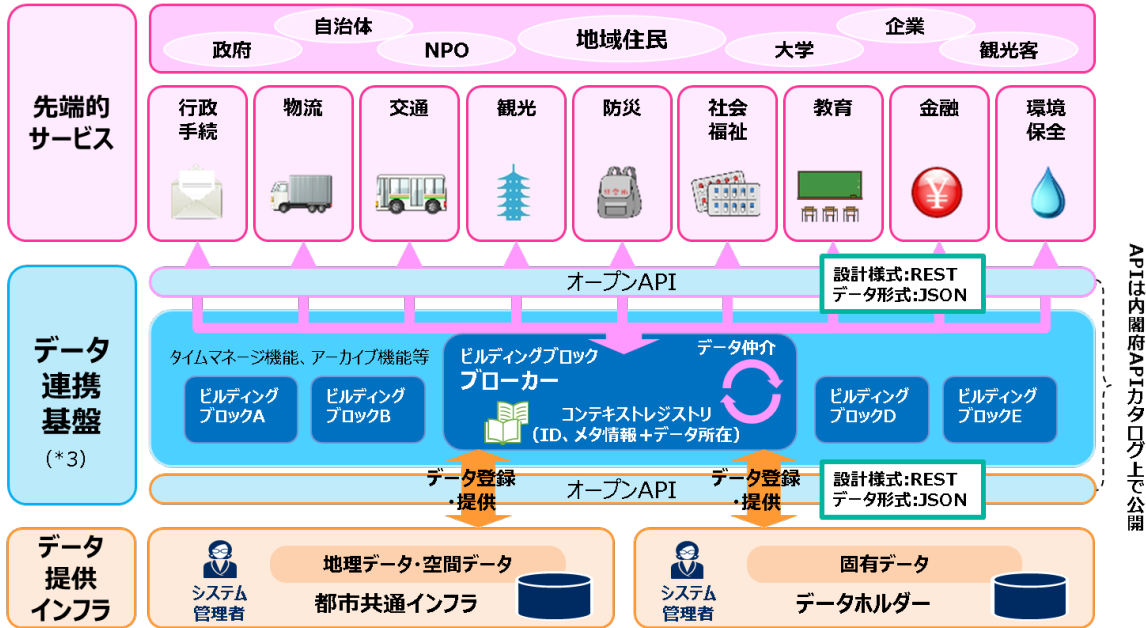 先端的
サービス
政府
自治体
NPO
地域住民
大学
企業
観光客
行政
手続
物流
交通
観光
防災
社会
福祉
教育
金融
環境
保全
データ
連携
基盤
(*3)
オープンAPI
設計様式:REST
データ形式:JSON
タイムマネージ機能、アーカイブ機能等
ビルディング
ブロックA
ビルディング
ブロックB
ビルディングブロック
ブローカー
データ仲介
コンテキストレジストリ
(ID、メタ情報+データ所在)
ビルディング
ブロックD
ビルディング
ブロックE
データ登録
・提供
オープンAPI
データ登録
・提供
設計様式:REST
データ形式:JSON
APIは内閣府APIカタログ上で公開
データ
提供
インフラ
システム
管理者
地理データ・空間データ
都市共通インフラ
システム
管理者
固有データ
データホルダー